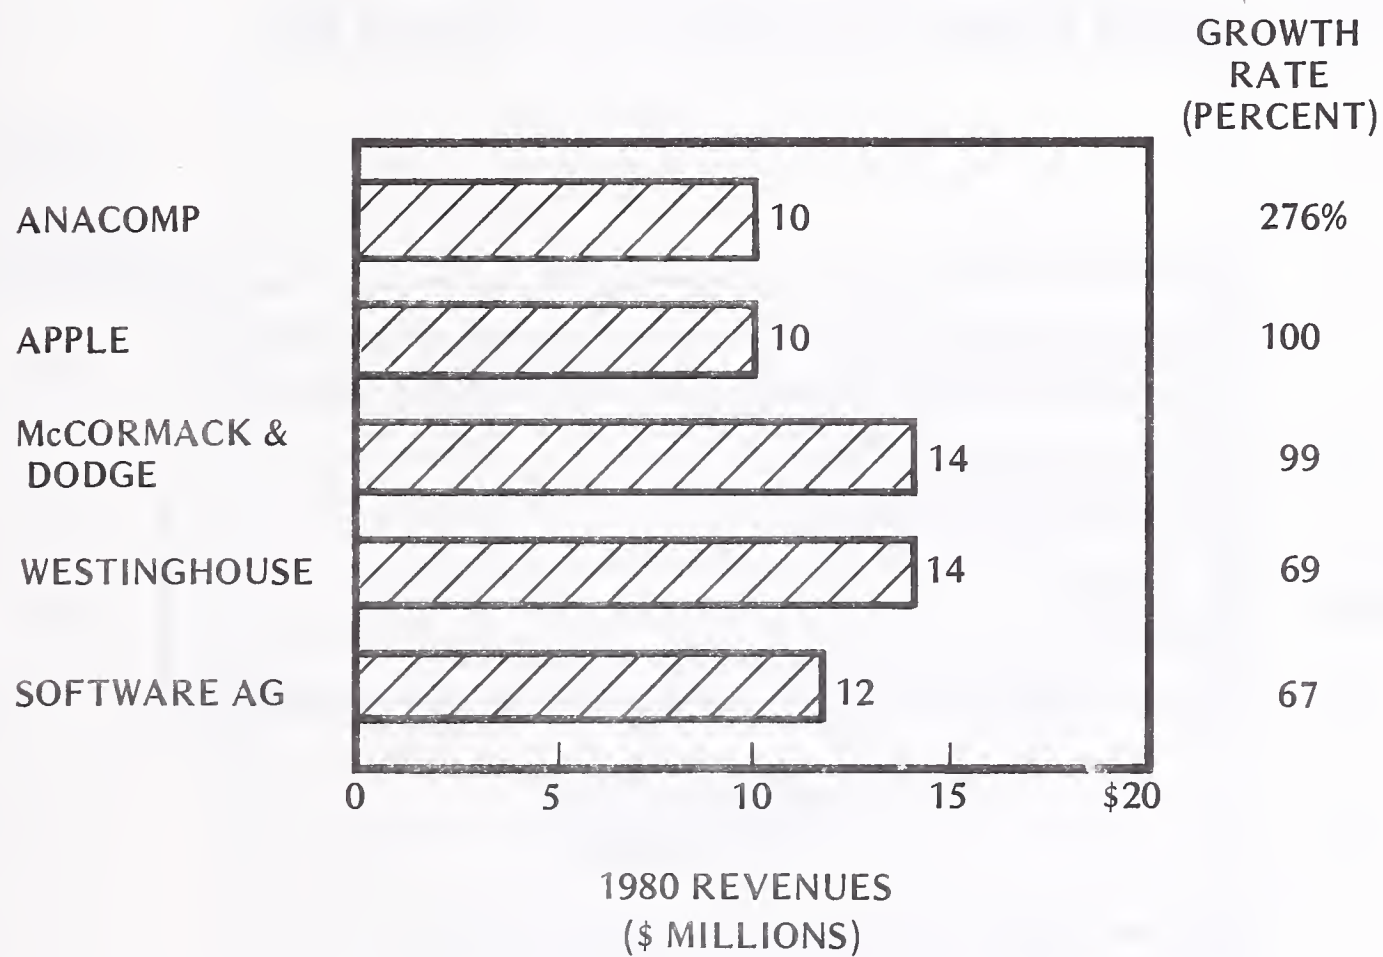 GROWTH
RATE
(PERCENT)
ANACOMP 10 276%
APPLE 10 100
McCORMACK &
DODGE 14 99
WESTINGHOUSE 14 69
SOFTWARE AG 12 67
0 5 10 15 $20
1980 REVENUES
($ MILLIONS)